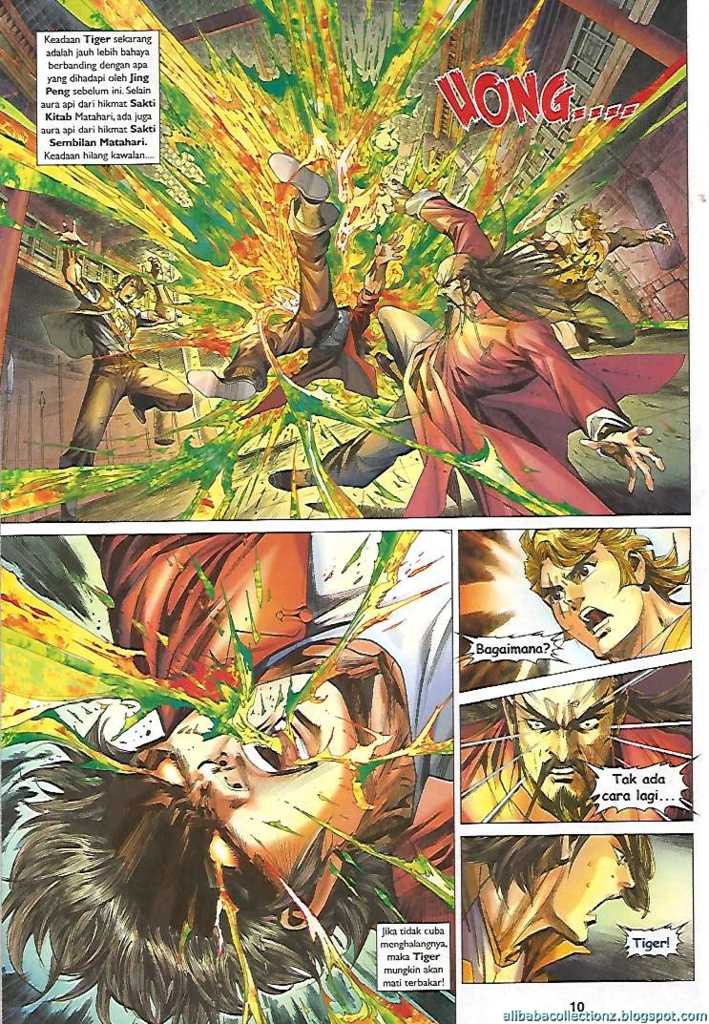 Keadaan Tiger sekarang
adalah jauh lebih bahaya
berbanding dengan apa
yang dihadapi oleh Jing
Peng sebelum ini. Selain
aura api dari hikmat Sakti
Kitab Matahari, ada juga
aura api dari hikmat Sakti
Sembilan Matahari.
Keadaan hilang kawalan....
UONG....
Bagaimana?
Tak ada
cara lagi...
Jika tidak cuba
menghalangnya,
maka Tiger
mungkin akan
mati terbakar!
Tiger!
10
alibabacollectionz.blogspot.com